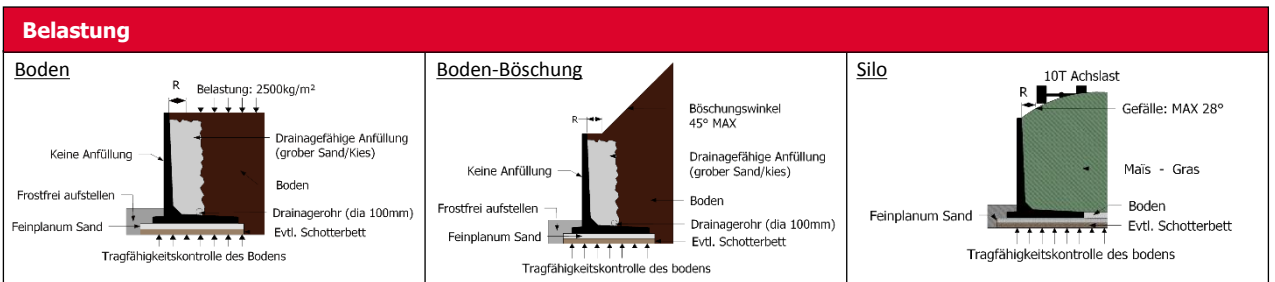 Belastung
Boden
R
Belastung: 2500kg/m²
Drainagefähige Anfüllung
(grober Sand/Kies)
Keine Anfüllung
Boden
Frostfrei aufstellen
Drainagerohr (dia 100mm)
Feinplanum Sand
Evtl. Schotterbett
Tragfähigkeitskontrolle des Bodens
Boden-Böschung
Böschungswinkel
45° MAX
R
Drainagefähige Anfüllung
(grober Sand/kies)
Keine Anfüllung
Boden
Frostfrei aufstellen
Drainagerohr (dia 100mm)
Feinplanum Sand
Evtl. Schotterbett
Tragfähigkeitskontrolle des bodens
Silo
10T Achslast
R
Gefälle: MAX 28°
Maïs - Gras
Boden
Feinplanum Sand
Evtl. Schotterbett
Tragfähigkeitskontrolle des bodens